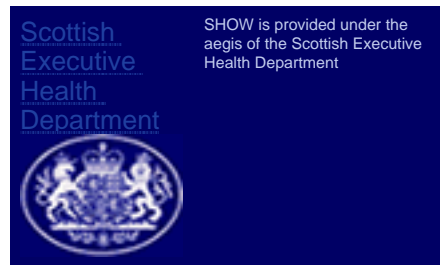 Scottish
Executive
Health
Department
SHOW is provided under the
aegis of the Scottish Executive
Health Department